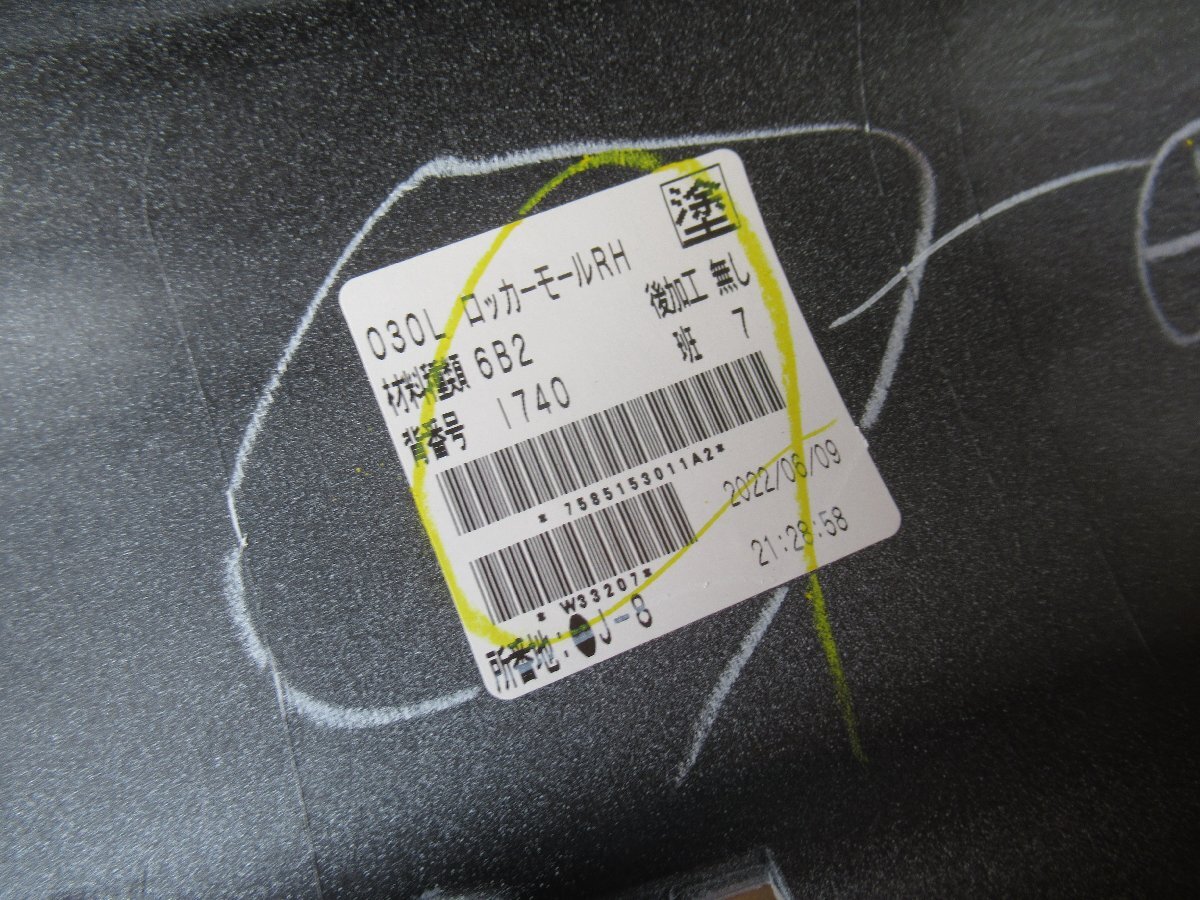 塗
030L ロッカーモールRH
材料種類 6B2 後加工 無し
背番号 1740 班 7
*7585153011A2*
2022/06/09
*W33207*
21:28:58
所番地:●J-8